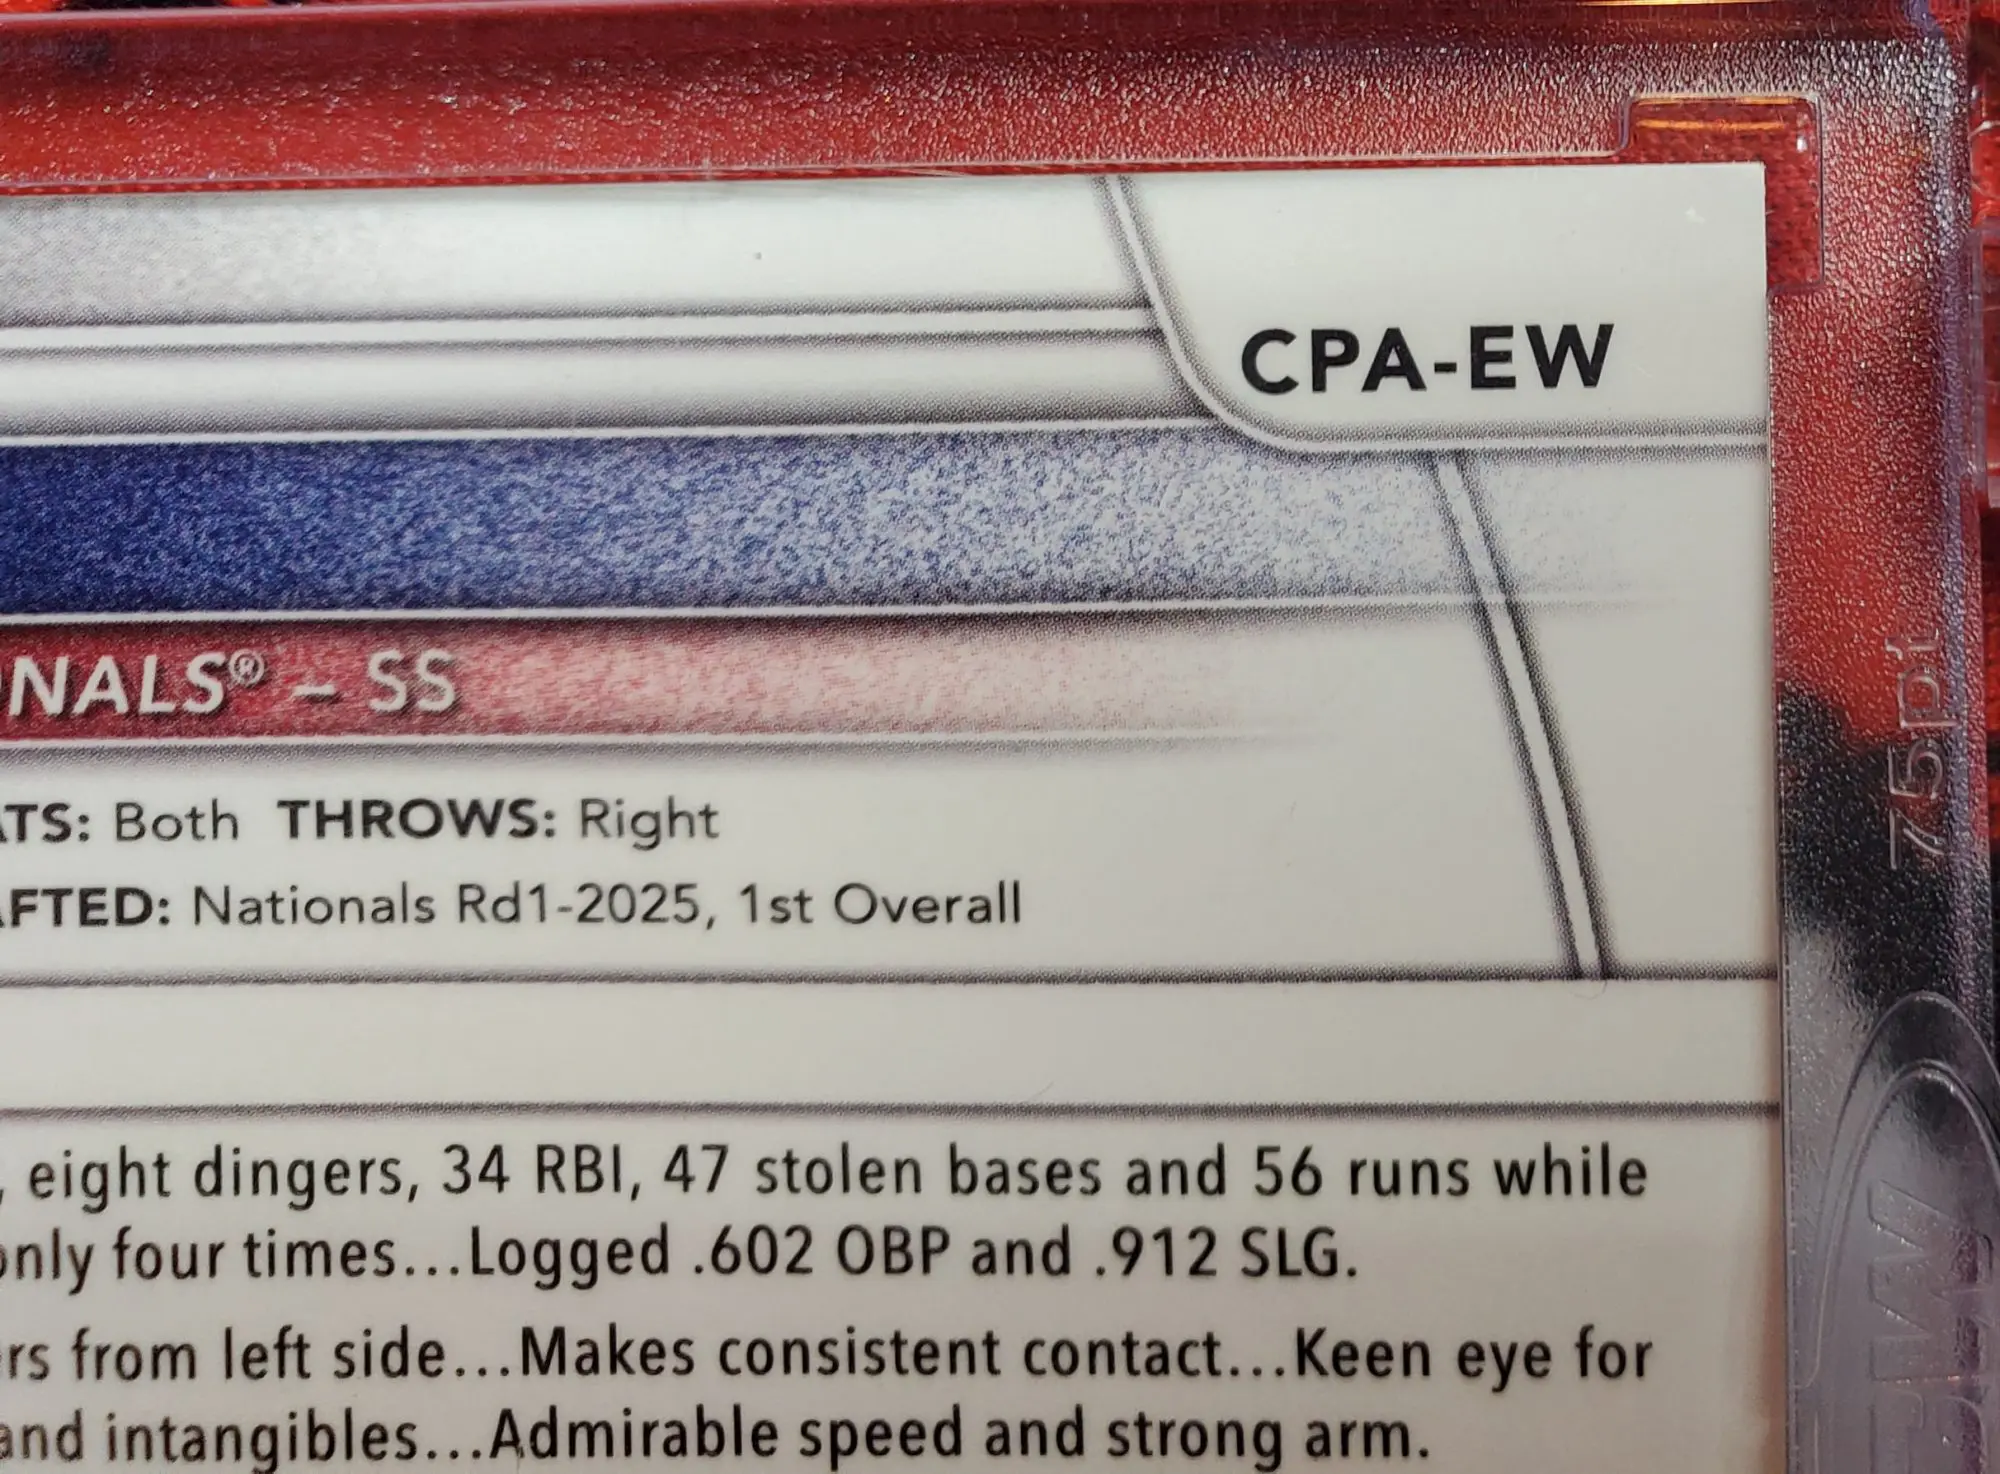 CPA-EW
ONALS® – SS
ATS: Both THROWS: Right
AFTED: Nationals Rd1-2025, 1st Overall
, eight dingers, 34 RBI, 47 stolen bases and 56 runs while
only four times...Logged .602 OBP and .912 SLG.
rs from left side...Makes consistent contact...Keen eye for
and intangibles...Admirable speed and strong arm.
75pt